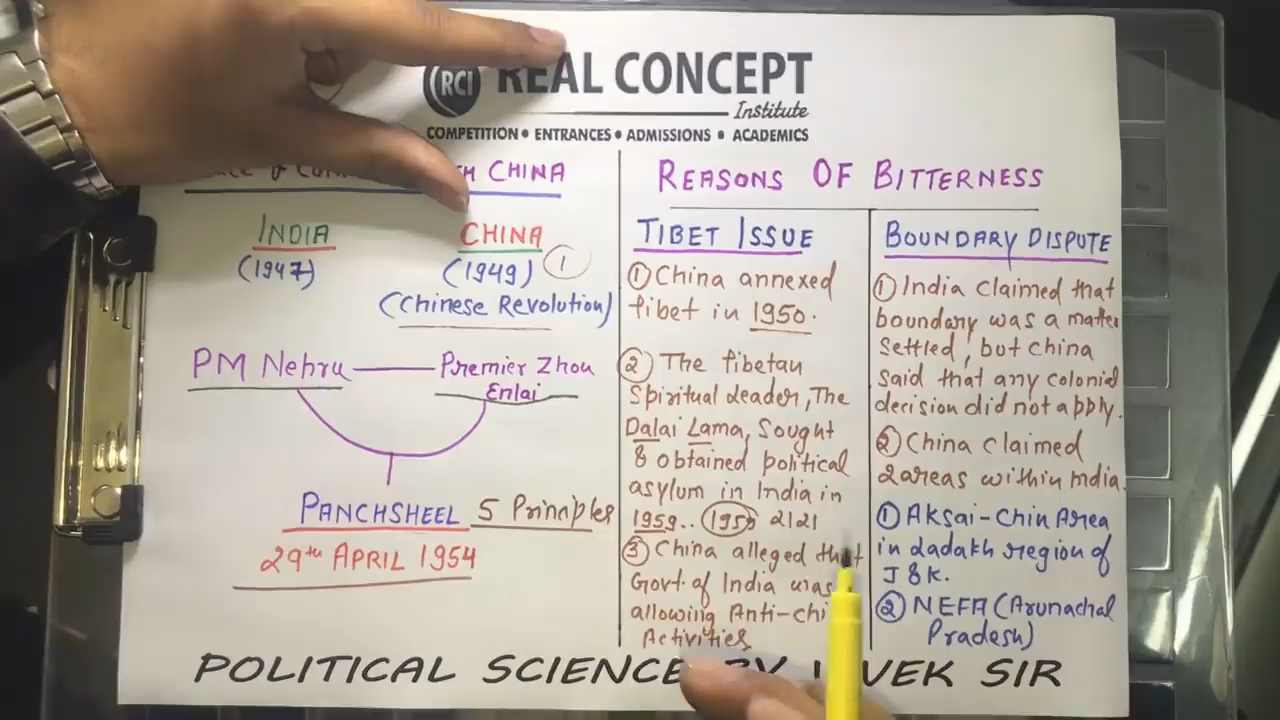 RCI
REAL CONCEPT
Institute
COMPETITION • ENTRANCES • ADMISSIONS • ACADEMICS
CHINA
INDIA
(1947)
CHINA
(1949) 1
(Chinese Revolution)
PM Nehru
Premier Zhou
Enlai
PANCHSHEEL 5 Principles
29th APRIL 1954
REASONS OF BITTERNESS
TIBET ISSUE
① China annexed
Tibet in 1950.
② The Tibetan
Spiritual Leader, The
Dalai Lama, Sought
& obtained political
asylum in India in
1959.. 1959
③ China alleged that
Govt. of India was
allowing Anti-
Activities
BOUNDARY DISPUTE
① India claimed that
boundary was a matter
settled, but China
said that any colonial
decision did not apply.
② China claimed
2 areas within India.
① Aksai-Chin Area
in Ladakh region of
J & K.
② NEFA (Arunachal
Pradesh)
POLITICAL SCIENCE SIR